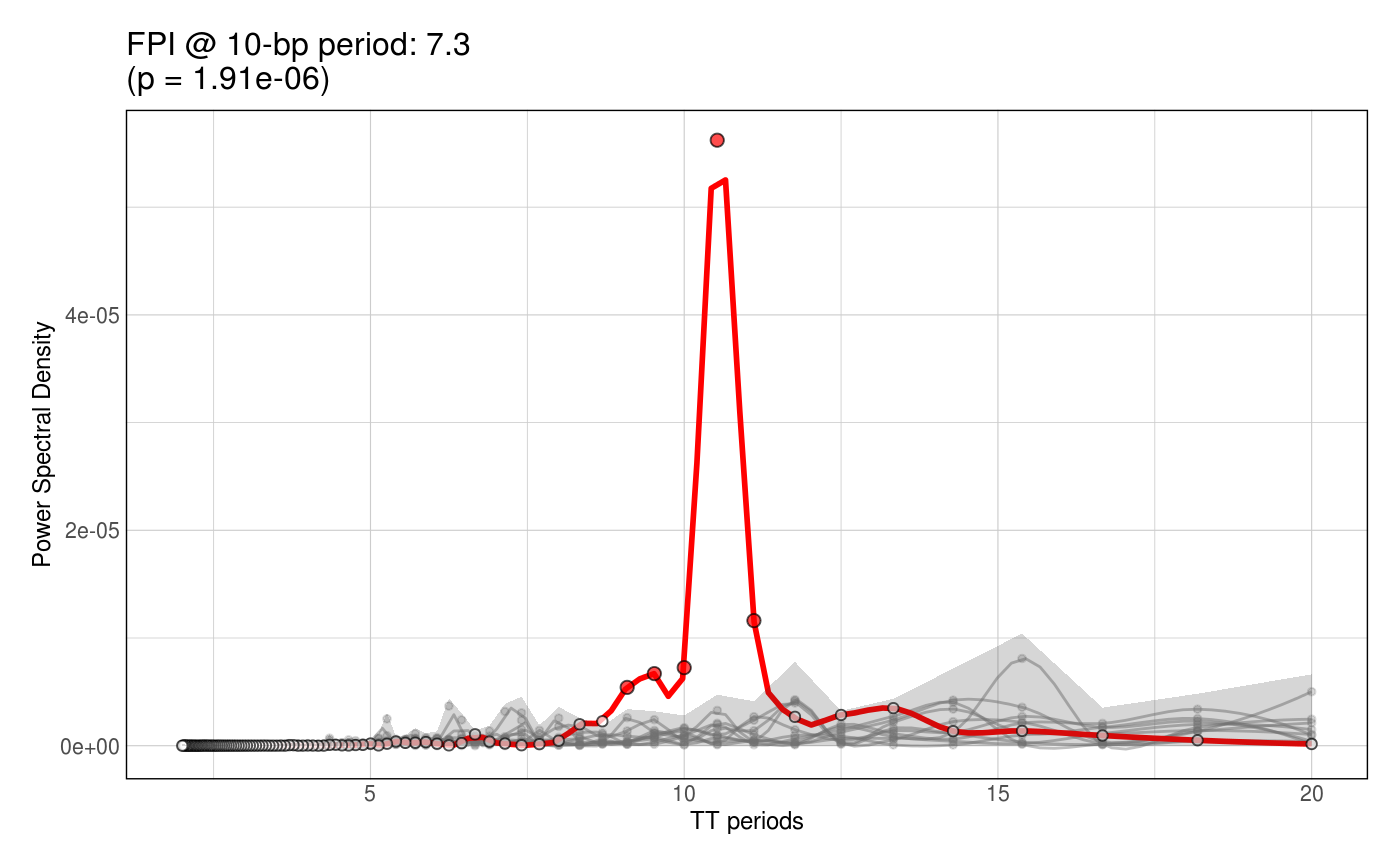 FPI @ 10-bp period: 7.3
(p = 1.91e-06)
Power Spectral Density
4e-05
2e-05
0e+00
5
10
15
20
TT periods